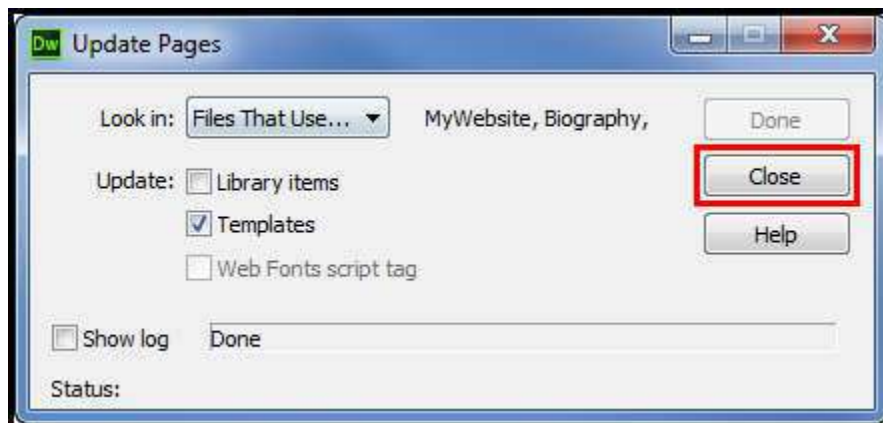 Dw Update Pages
Look in: Files That Use... MyWebsite, Biography, Done
Update: Library items Close
Templates
Help
Web Fonts script tag
Show log Done
Status: